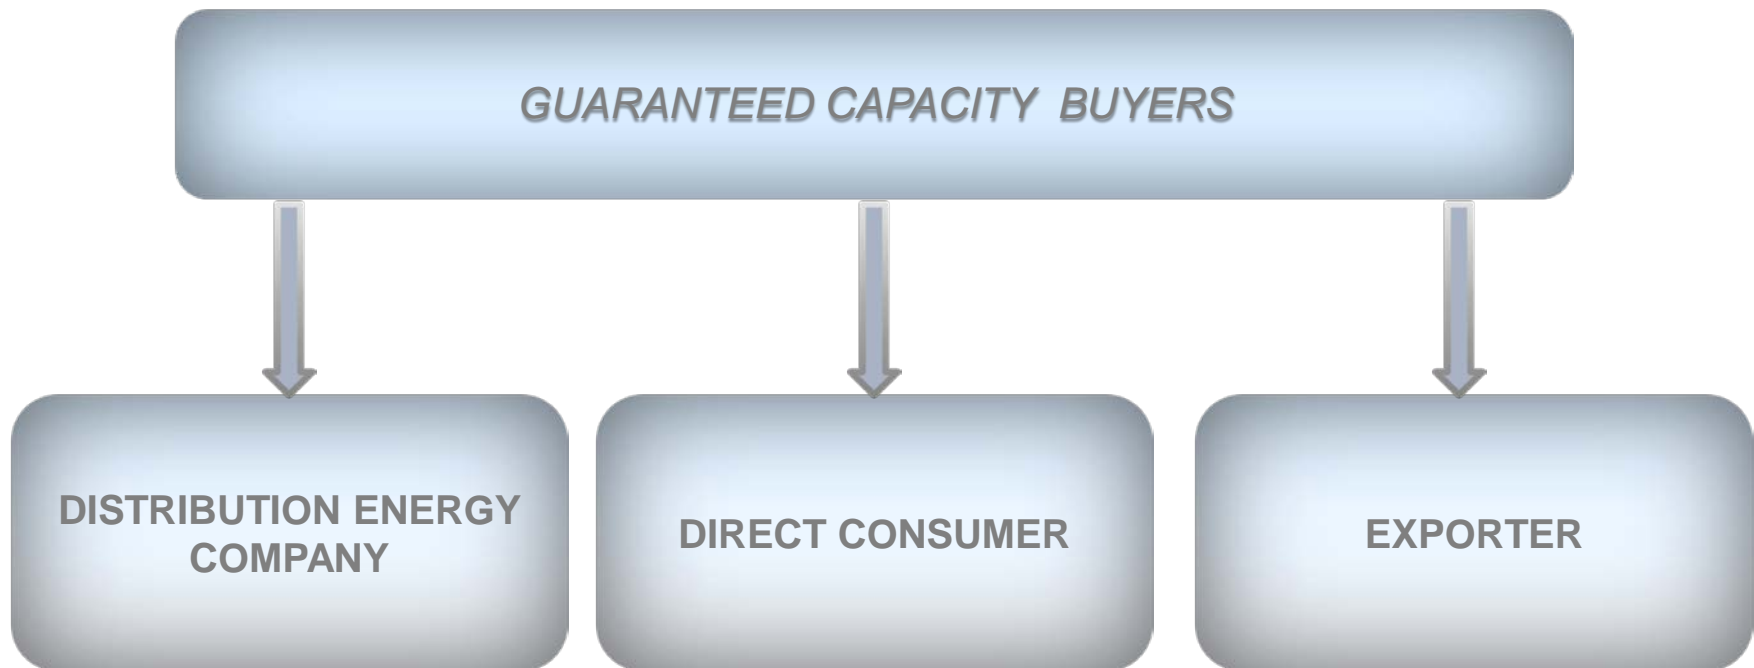 GUARANTEED CAPACITY BUYERS
DISTRIBUTION ENERGY
COMPANY
DIRECT CONSUMER
EXPORTER